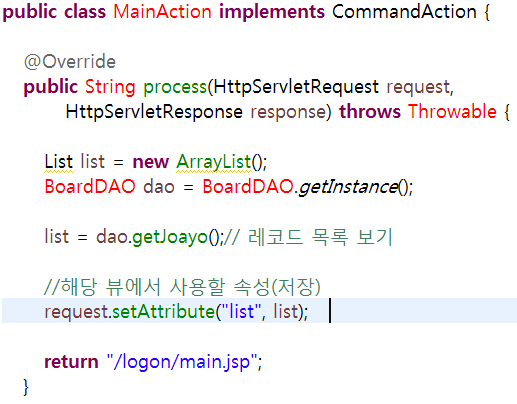 public class MainAction implements CommandAction {
@Override
public String process(HttpServletRequest request,
HttpServletResponse response) throws Throwable {
List list = new ArrayList();
BoardDAO dao = BoardDAO.getInstance();
list = dao.getJoayo();// 레코드 목록 보기
//해당 뷰에서 사용할 속성(저장)
request.setAttribute("list", list);
return "/logon/main.jsp";
}